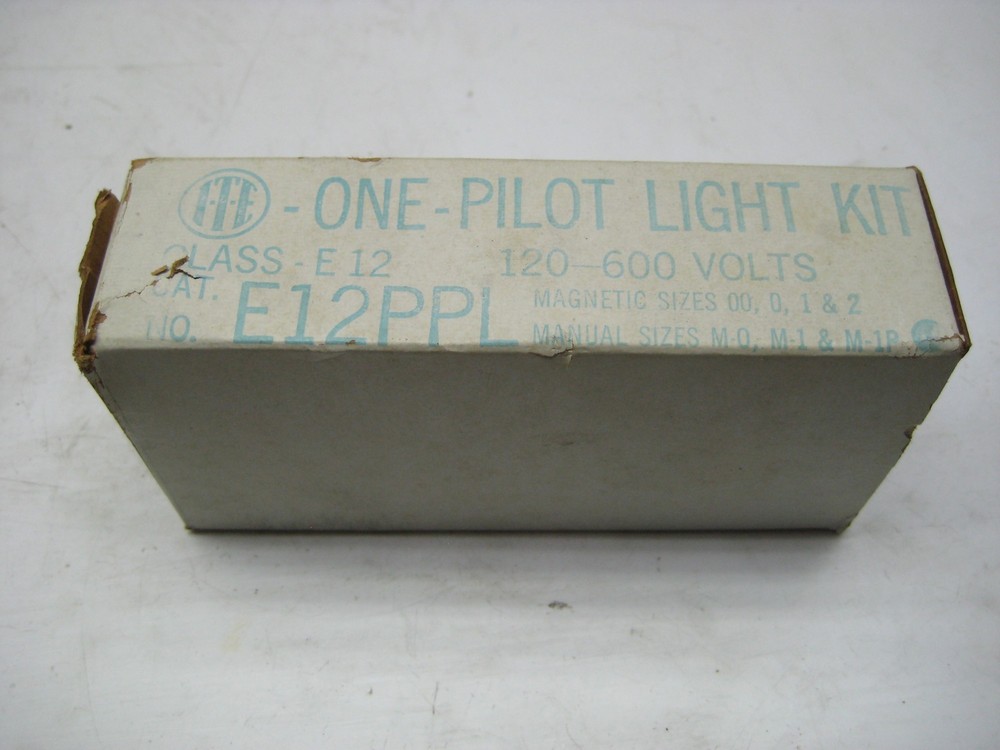 I-T-E - ONE-PILOT LIGHT KIT
CLASS - E12 120-600 VOLTS
CAT. NO. E12PPL
MAGNETIC SIZES 00, 0, 1 & 2
MANUAL SIZES M-0, M-1 & M-1P